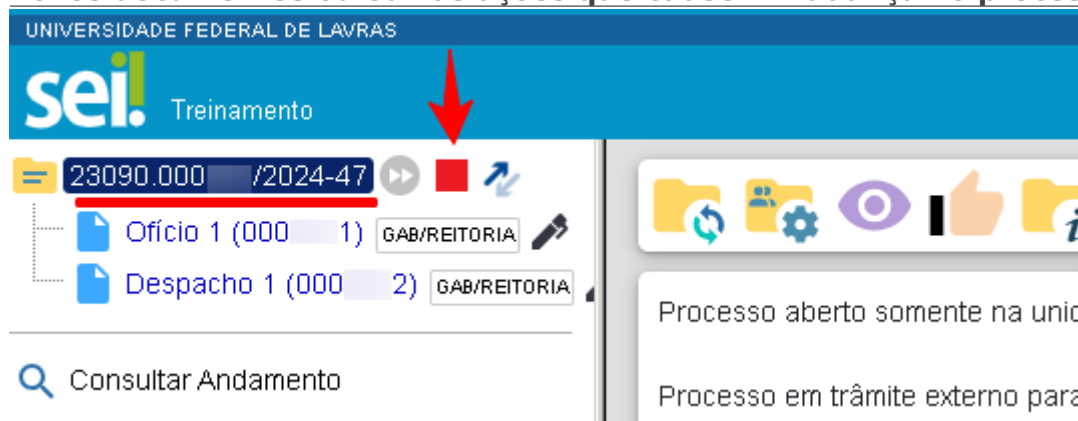 UNIVERSIDADE FEDERAL DE LAVRAS
sei! Treinamento
23090.000 /2024-47
Ofício 1 (000 1) GAB/REITORIA
Despacho 1 (000 2) GAB/REITORIA
Processo aberto somente na
Consultar Andamento
Processo em trâmite externo para